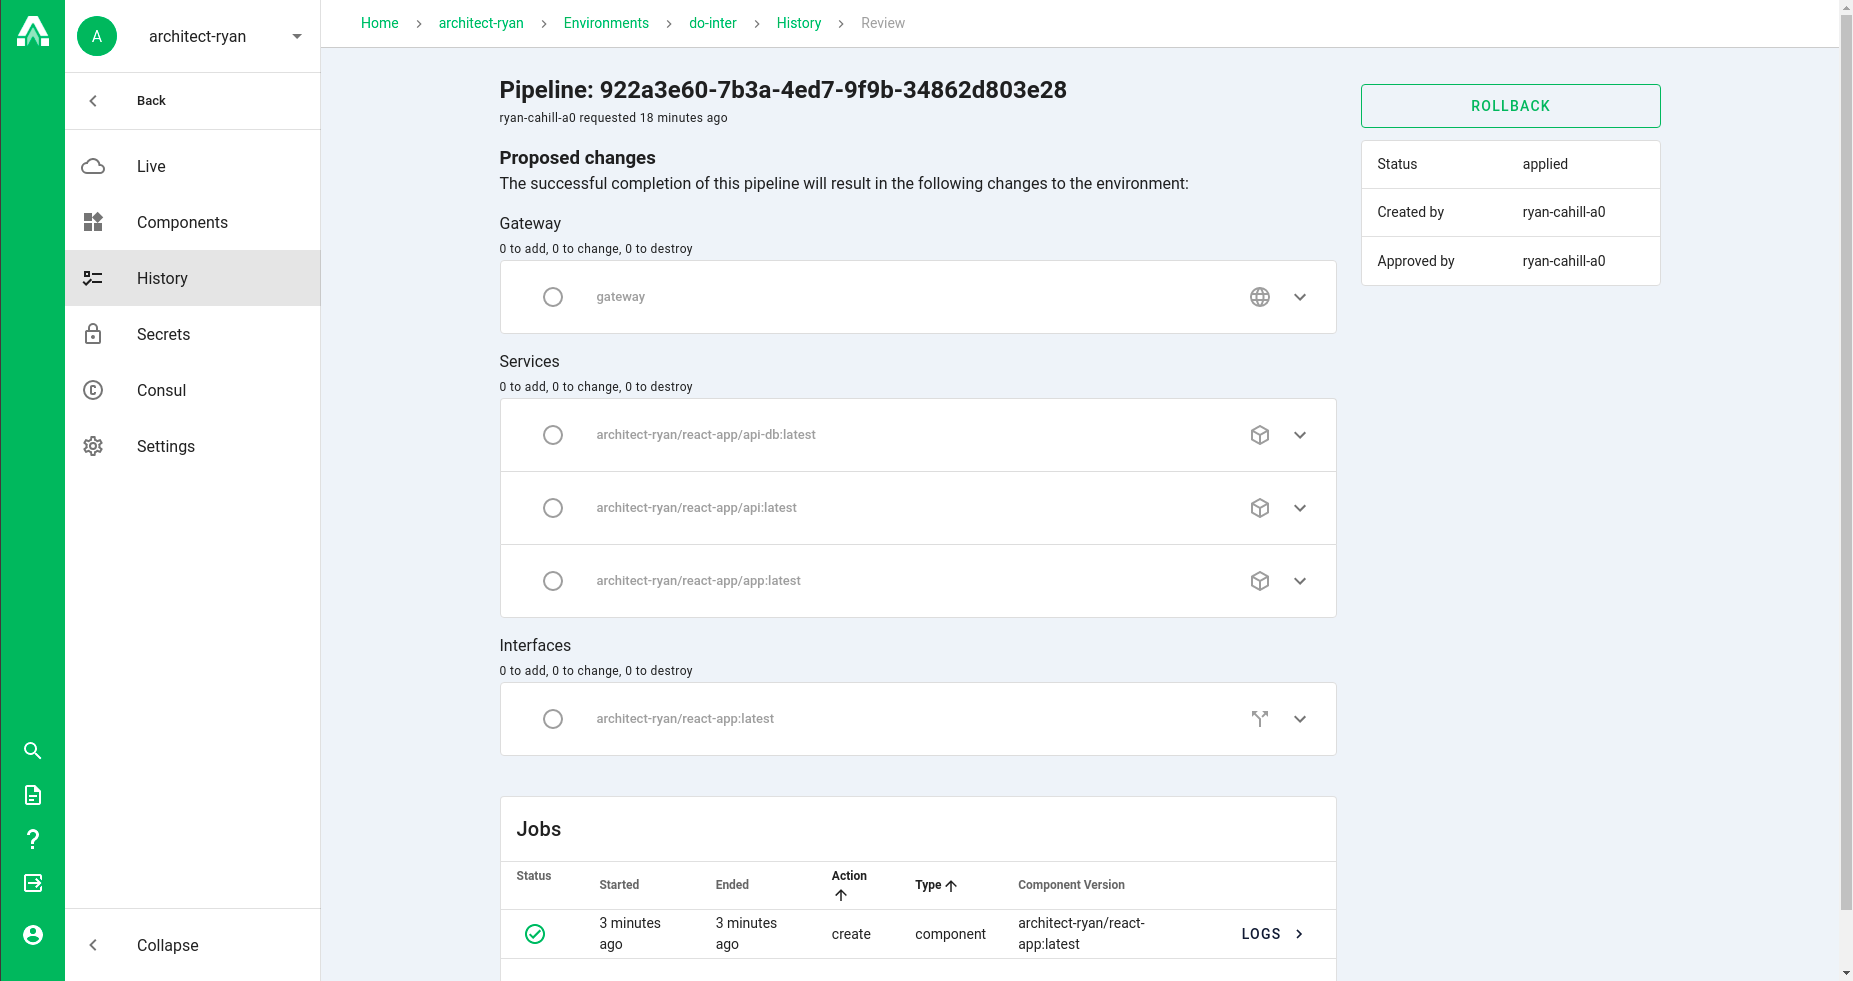 A
architect-ryan
Back
Live
Components
History
Secrets
Consul
Settings
Collapse
Home
architect-ryan
Environments
do-inter
History
Review
Pipeline: 922a3e60-7b3a-4ed7-9f9b-34862d803e28
ryan-cahill-a0 requested 18 minutes ago
Proposed changes
The successful completion of this pipeline will result in the following changes to the environment:
Gateway
0 to add, 0 to change, 0 to destroy
gateway
Services
0 to add, 0 to change, 0 to destroy
architect-ryan/react-app/api-db:latest
architect-ryan/react-app/api:latest
architect-ryan/react-app/app:latest
Interfaces
0 to add, 0 to change, 0 to destroy
architect-ryan/react-app:latest
Jobs
Status Started Ended Action Type Component Version
3 minutes ago 3 minutes ago create component architect-ryan/react-app:latest LOGS
ROLLBACK
Status applied
Created by ryan-cahill-a0
Approved by ryan-cahill-a0